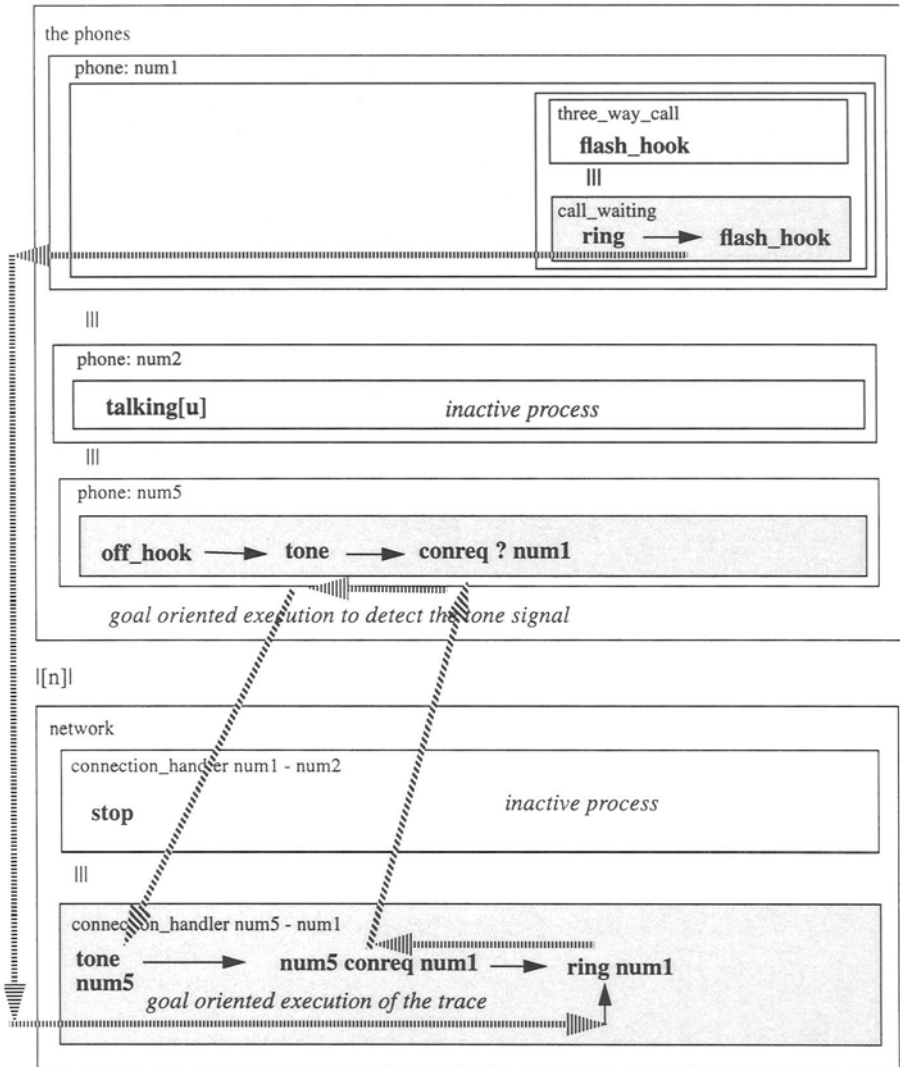 the phones
phone: num1
three_way_call
flash_hook
|||
call_waiting
ring flash_hook
|||
phone: num2
talking[u] inactive process
|||
phone: num5
off_hook tone conreq ? num1
goal oriented execution to detect the tone signal
|[n]|
network
connection_handler num1 - num2
stop inactive process
|||
connection_handler num5 - num1
tone
num5 num5 conreq num1 ring num1
goal oriented execution of the trace